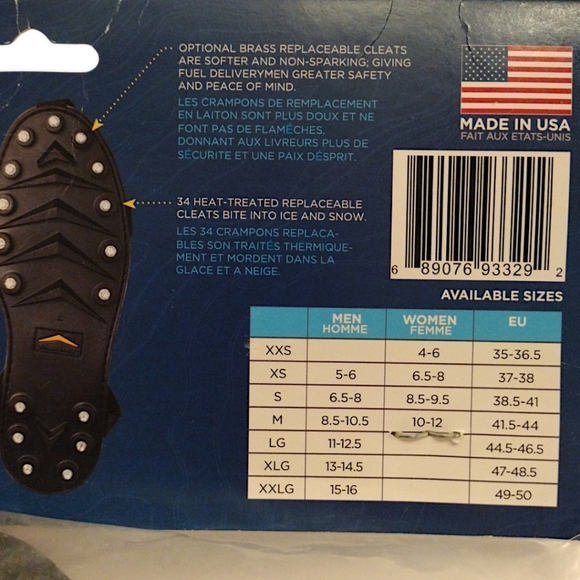 OPTIONAL BRASS REPLACEABLE CLEATS
ARE SOFTER AND NON-SPARKING; GIVING
FUEL DELIVERYMEN GREATER SAFETY
AND PEACE OF MIND.
LES CRAMPONS DE REMPLACEMENT
EN LAITON SONT PLUS DOUX ET NE
FONT PAS DE FLAMÊCHES,
DONNANT AUX LIVREURS PLUS DE
SÈCURITE ET UNE PAIX DÈSPRIT.
34 HEAT-TREATED REPLACEABLE
CLEATS BITE INTO ICE AND SNOW.
LES 34 CRAMPONS REPLACA-
BLES SON TRAITÉS THERMIQUE-
MENT ET MORDENT DANS LA
GLACE ET A NEIGE.
MADE IN USA
FAIT AUX ETATS-UNIS
6 89076 93329 2
AVAILABLE SIZES
MEN HOMME WOMEN FEMME EU
XXS 4-6 35-36.5
XS 5-6 6.5-8 37-38
S 6.5-8 8.5-9.5 38.5-41
M 8.5-10.5 10-12 41.5-44
LG 11-12.5 44.5-46.5
XLG 13-14.5 47-48.5
XXLG 15-16 49-50